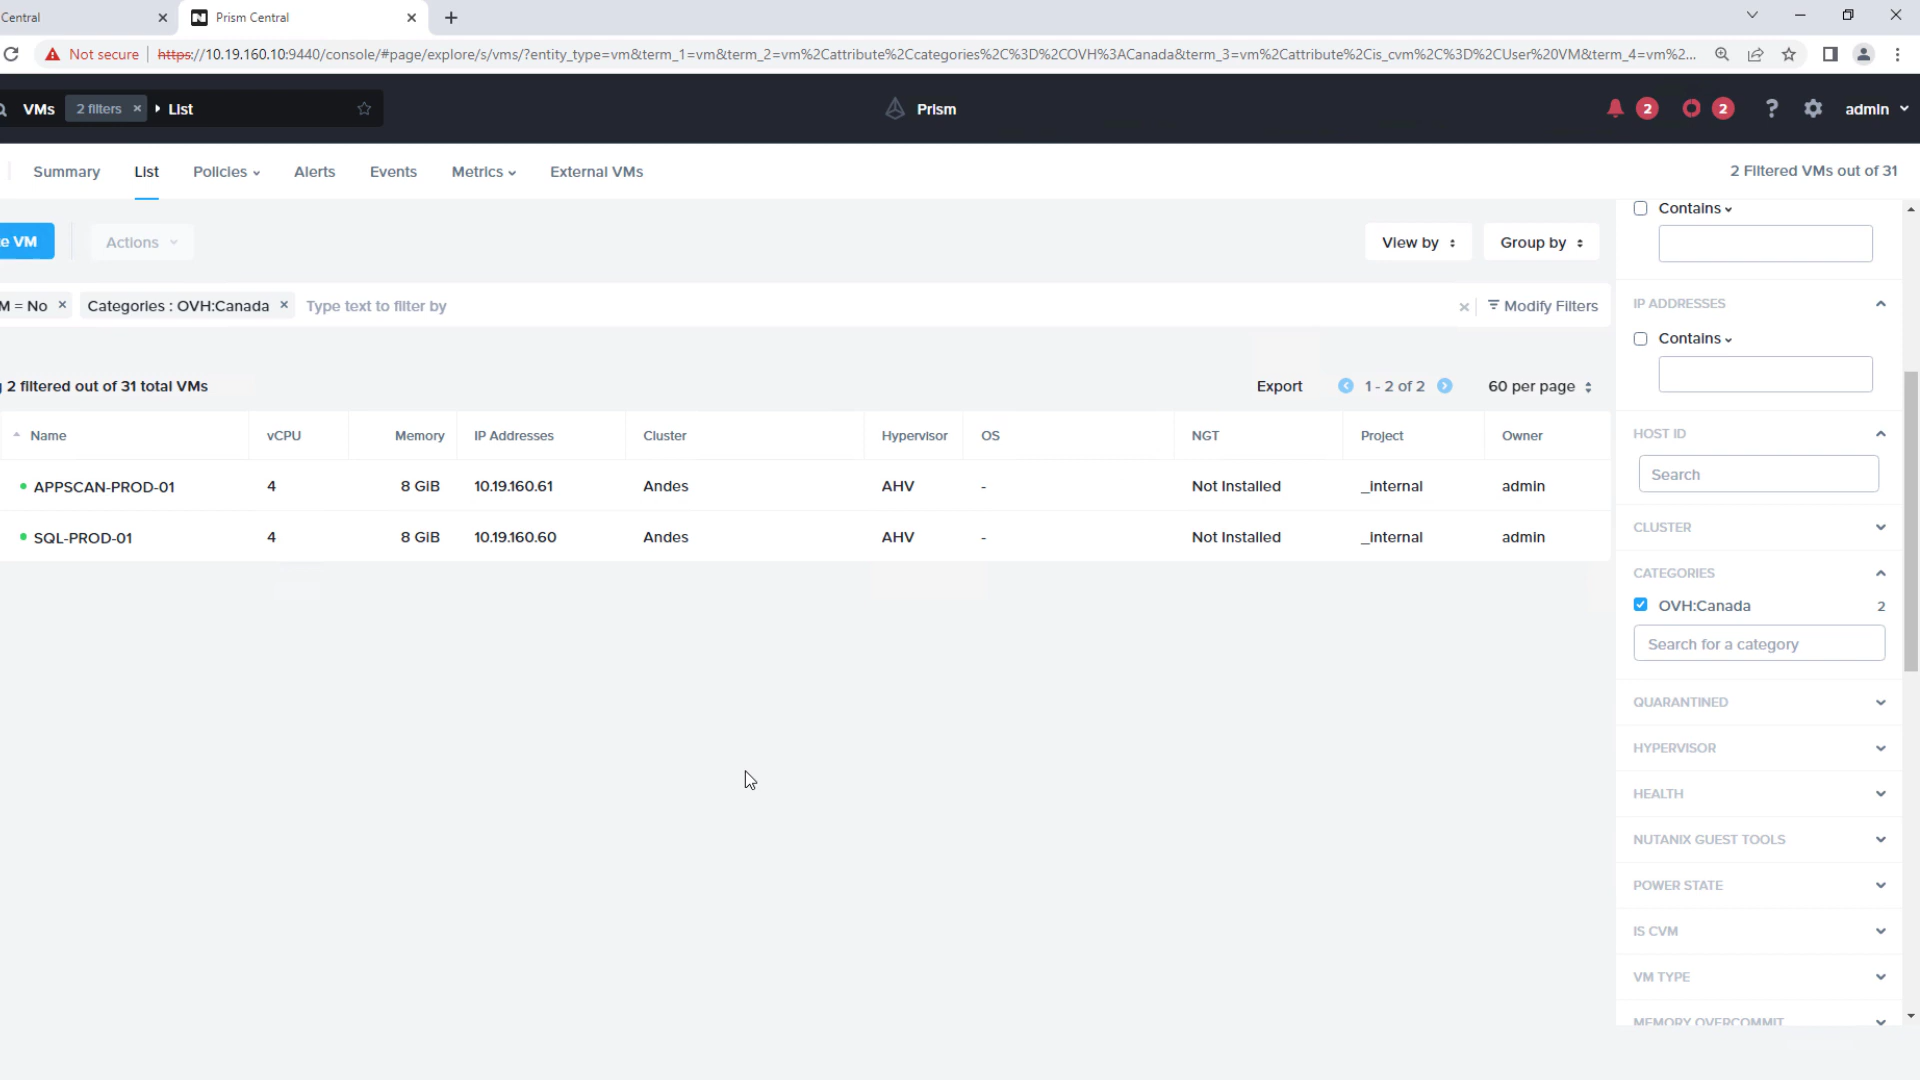 Central
Prism Central
Not secure https://10.19.160.10:9440/console/#page/explore/s/vms/?entity_type=vm&term_1=vm&term_2=vm%2Cattribute%2Ccategories%2C%3D%2COVH%3ACanada&term_3=vm%2Cattribute%2Cis_cvm%2C%3D%2CUser%20VM&term_4=vm%2...
VMs 2 filters × List
Prism
2 2 ? admin
Summary List Policies Alerts Events Metrics External VMs
2 Filtered VMs out of 31
e VM Actions
View by Group by
M = No × Categories : OVH:Canada × Type text to filter by × Modify Filters
2 filtered out of 31 total VMs
Export 1 - 2 of 2 60 per page
Name vCPU Memory IP Addresses Cluster Hypervisor OS NGT Project Owner
APPSCAN-PROD-01 4 8 GiB 10.19.160.61 Andes AHV - Not Installed _internal admin
SQL-PROD-01 4 8 GiB 10.19.160.60 Andes AHV - Not Installed _internal admin
Contains
IP ADDRESSES
Contains
HOST ID
Search
CLUSTER
CATEGORIES
OVH:Canada 2
Search for a category
QUARANTINED
HYPERVISOR
HEALTH
NUTANIX GUEST TOOLS
POWER STATE
IS CVM
VM TYPE
MEMORY OVERCOMMIT